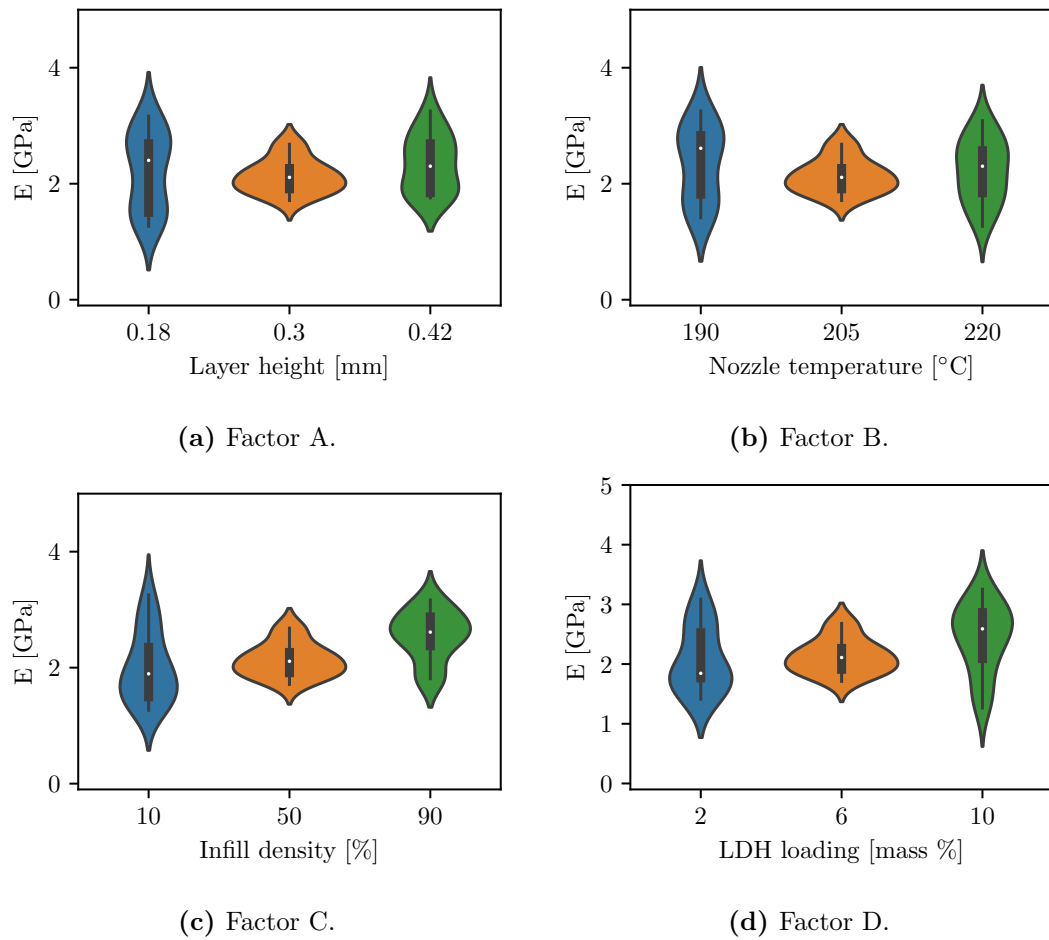 4
2
0
E [GPa]
0.18 0.3 0.42
Layer height [mm]
(a) Factor A.
4
2
0
E [GPa]
190 205 220
Nozzle temperature [°C]
(b) Factor B.
4
2
0
E [GPa]
10 50 90
Infill density [%]
(c) Factor C.
5
4
3
2
1
0
E [GPa]
2 6 10
LDH loading [mass %]
(d) Factor D.